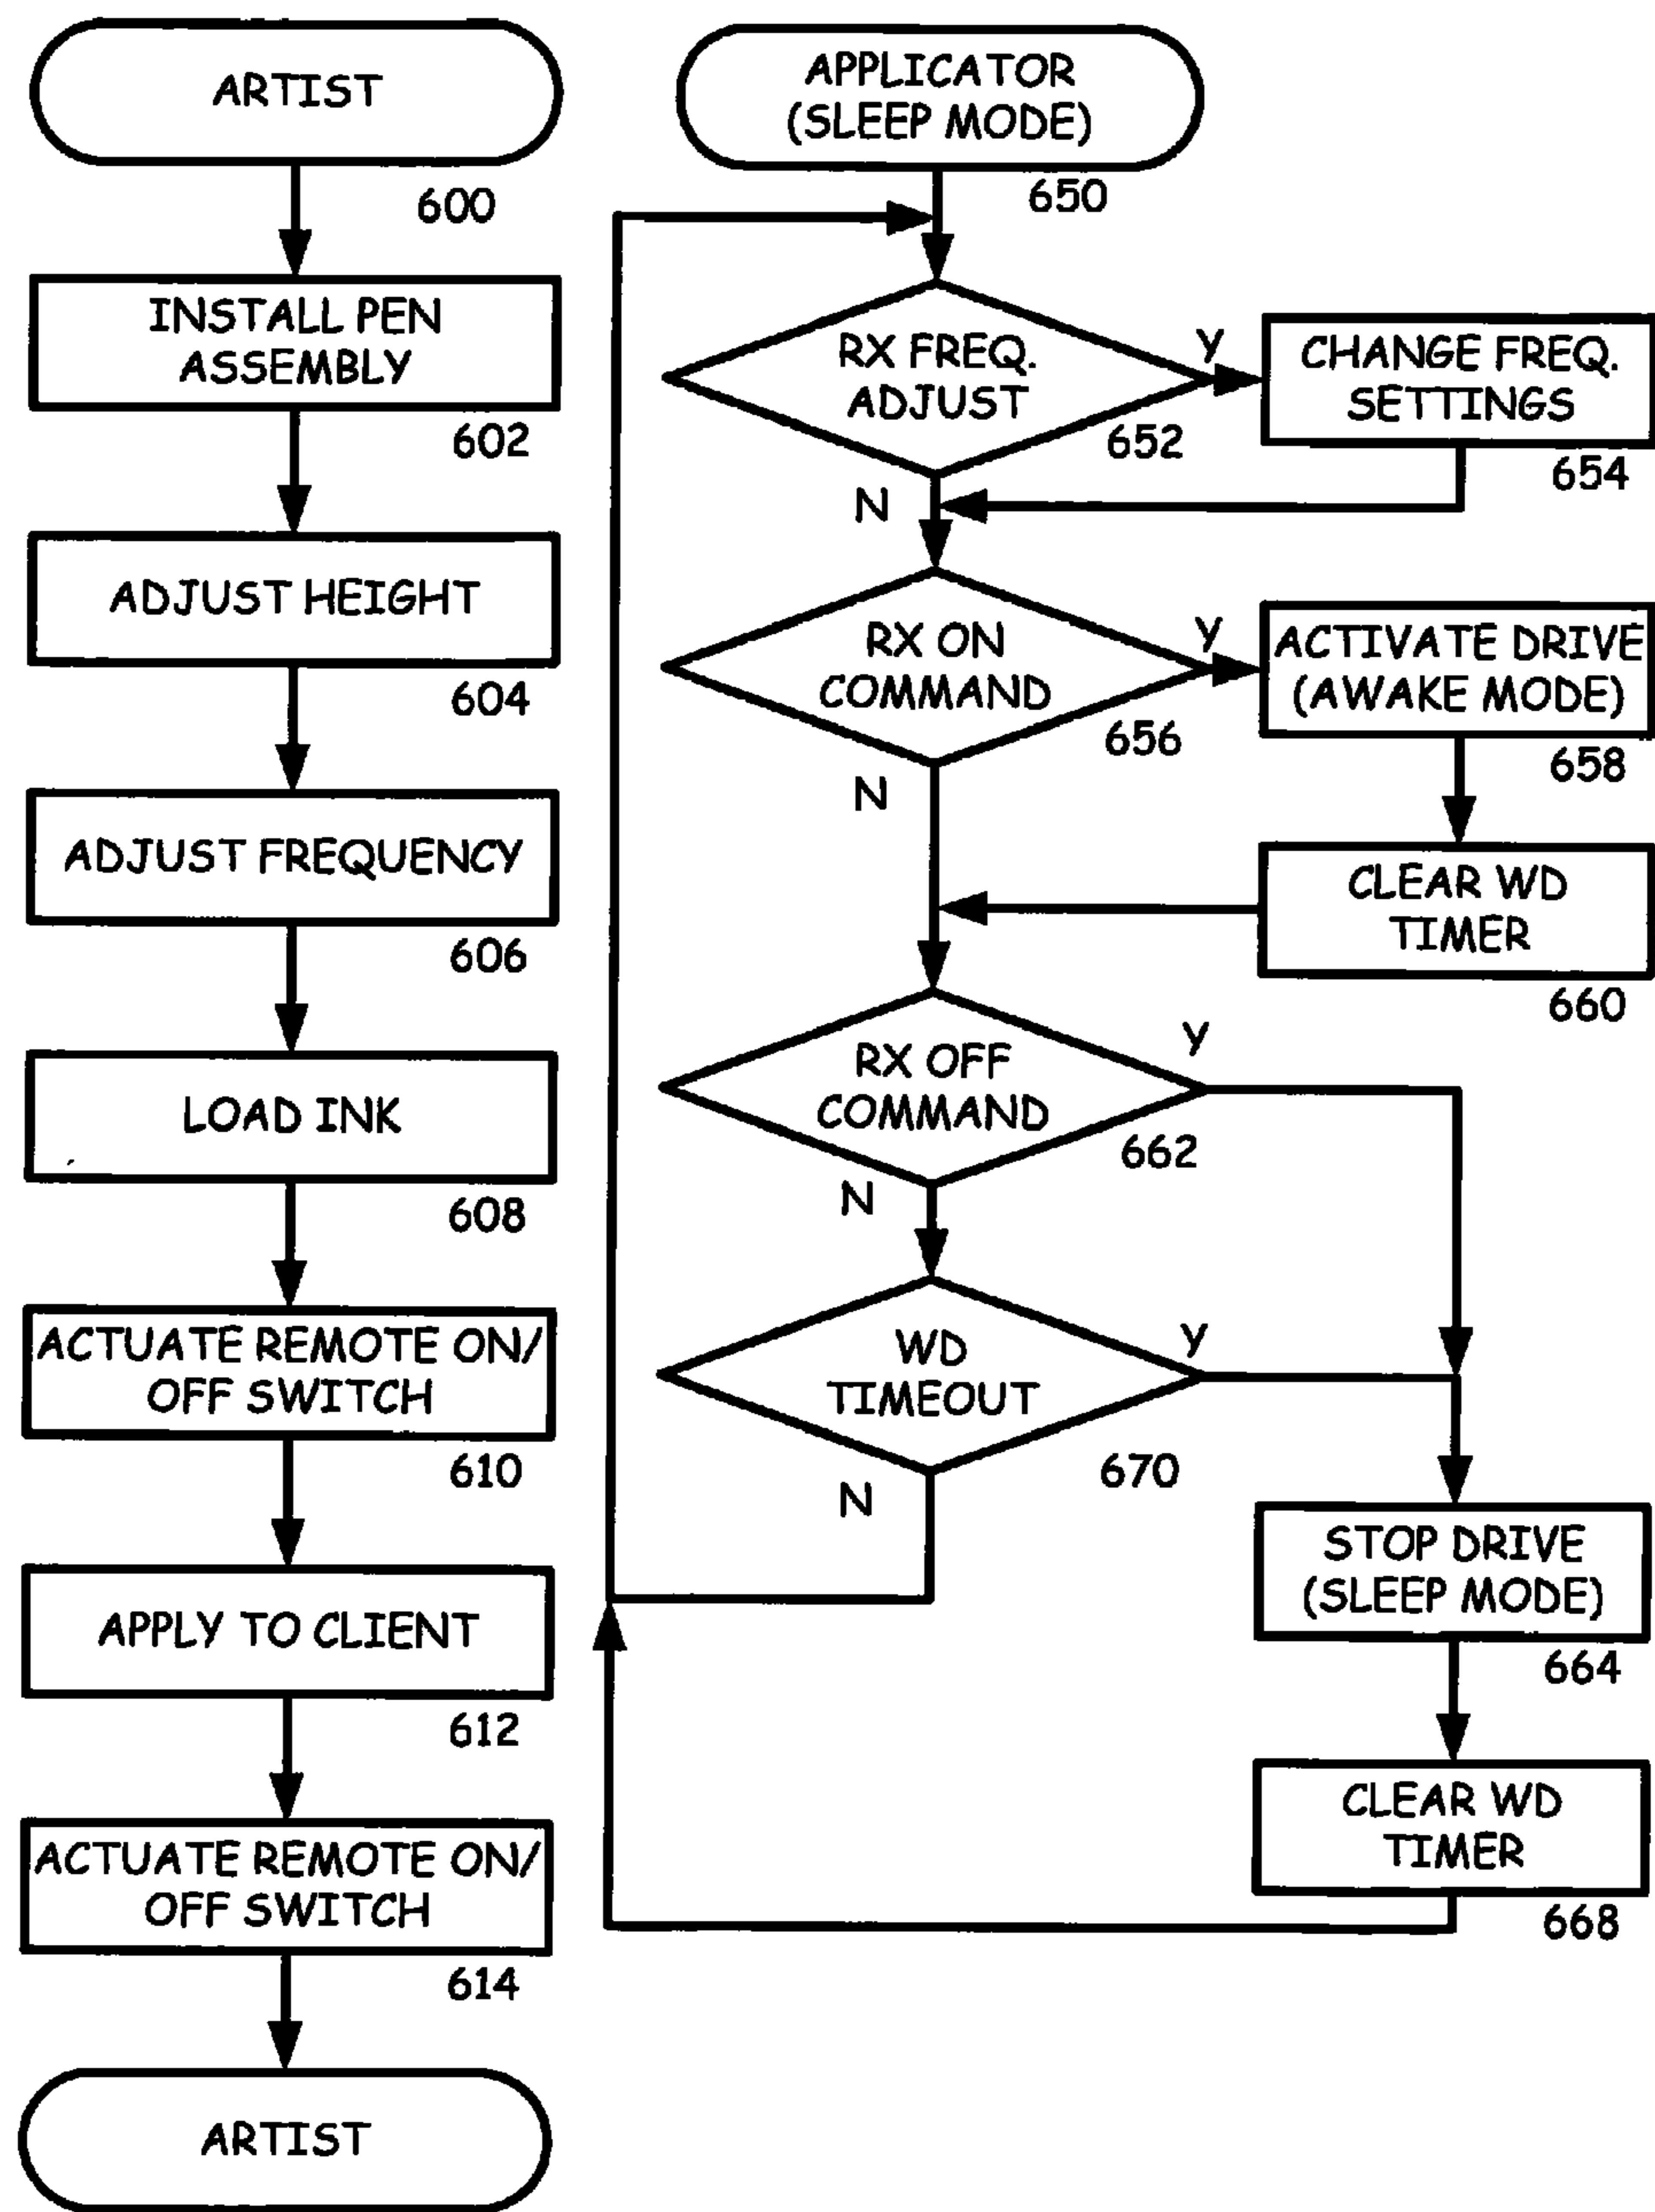 ARTIST
600
INSTALL PEN
ASSEMBLY
602
ADJUST HEIGHT
604
ADJUST FREQUENCY
606
LOAD INK
608
ACTUATE REMOTE ON/
OFF SWITCH
610
APPLY TO CLIENT
612
ACTUATE REMOTE ON/
OFF SWITCH
614
ARTIST
APPLICATOR
(SLEEP MODE)
650
RX FREQ.
ADJUST
652
Y
N
CHANGE FREQ.
SETTINGS
654
RX ON
COMMAND
656
Y
N
ACTIVATE DRIVE
(AWAKE MODE)
658
CLEAR WD
TIMER
660
RX OFF
COMMAND
662
Y
N
WD
TIMEOUT
670
Y
N
STOP DRIVE
(SLEEP MODE)
664
CLEAR WD
TIMER
668